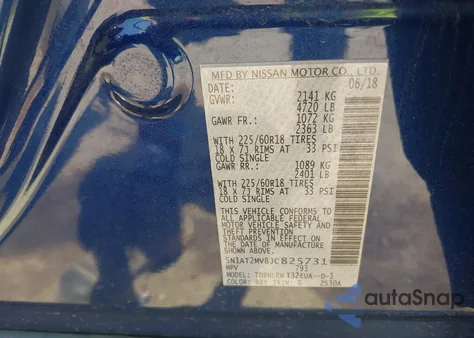 MFD BY NISSAN MOTOR CO., LTD.
DATE: 06/18
GVWR: 2141 KG
4720 LB
GAWR FR.: 1072 KG
2363 LB
WITH 225/60R18 TIRES
18 X 7J RIMS AT 33 PSI
COLD SINGLE
GAWR RR.: 1089 KG
2401 LB
WITH 225/60R18 TIRES
18 X 7J RIMS AT 33 PSI
COLD SINGLE
THIS VEHICLE CONFORMS TO
ALL APPLICABLE FEDERAL
MOTOR VEHICLE SAFETY AND
THEFT PREVENTION
STANDARDS IN EFFECT ON
THE DATE OF MANUFACTURE
SHOWN ABOVE.
5N1AT2MV8JC825731
MPV 793
MODEL:
COLOR: TRIM: G 2530A
autoSnap